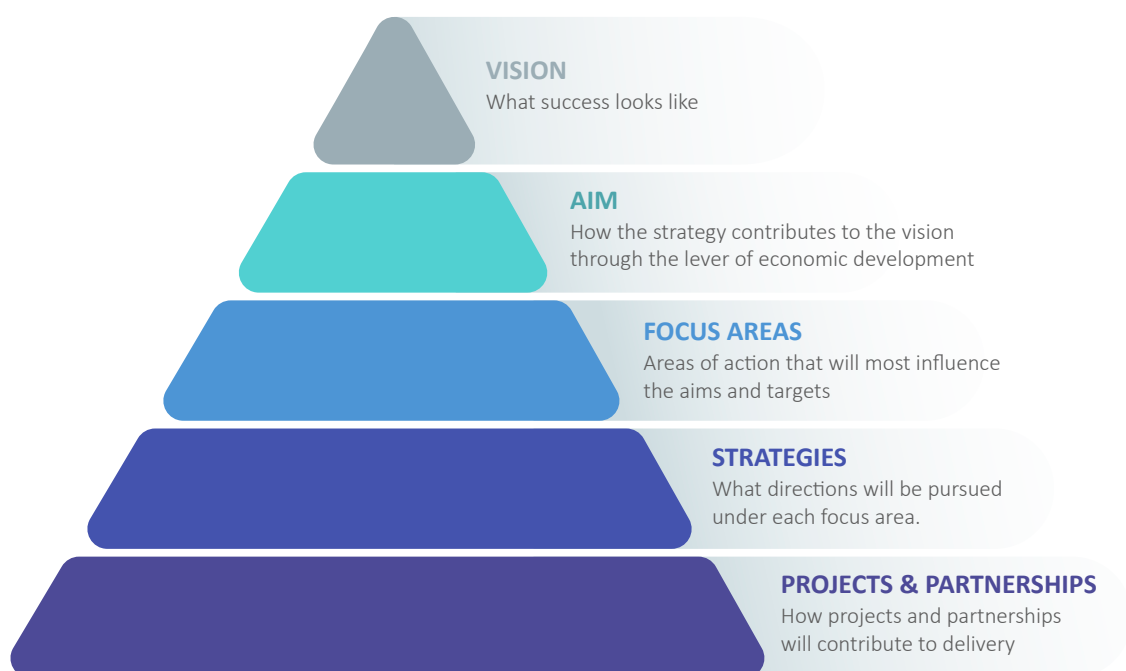 VISION
What success looks like
AIM
How the strategy contributes to the vision
through the lever of economic development
FOCUS AREAS
Areas of action that will most influence
the aims and targets
STRATEGIES
What directions will be pursued
under each focus area.
PROJECTS & PARTNERSHIPS
How projects and partnerships
will contribute to delivery